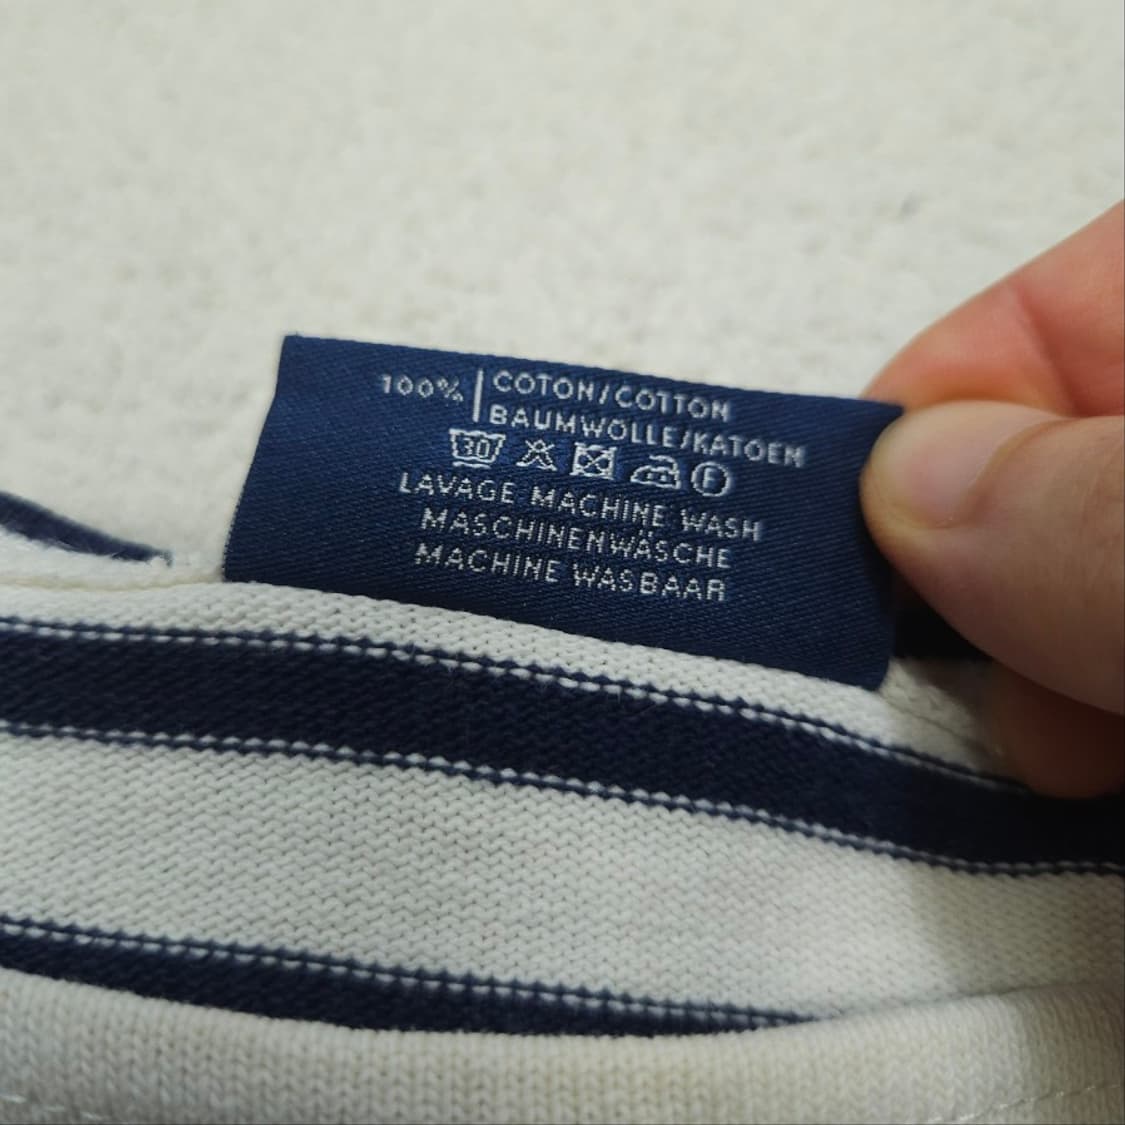 100% COTON/COTTON
BAUMWOLLE/KATOEN
30 F
LAVAGE MACHINE WASH
MASCHINENWÄSCHE
MACHINE WASBAAR